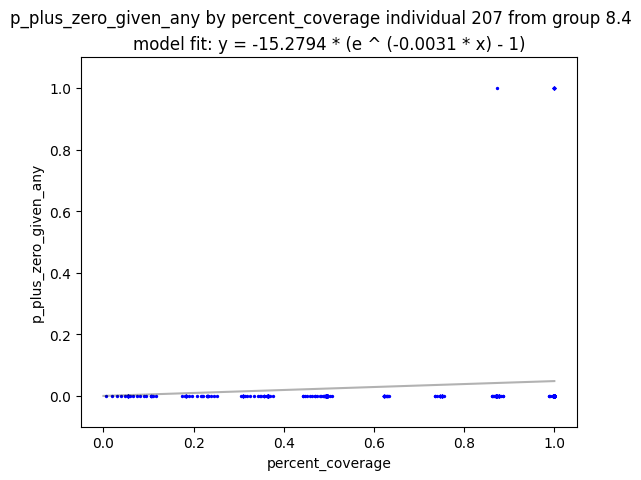 p_plus_zero_given_any by percent_coverage individual 207 from group 8.4
model fit: y = -15.2794 * (e ^ (-0.0031 * x) - 1)
1.0
0.8
0.6
0.4
0.2
0.0
p_plus_zero_given_any
0.0 0.2 0.4 0.6 0.8 1.0
percent_coverage